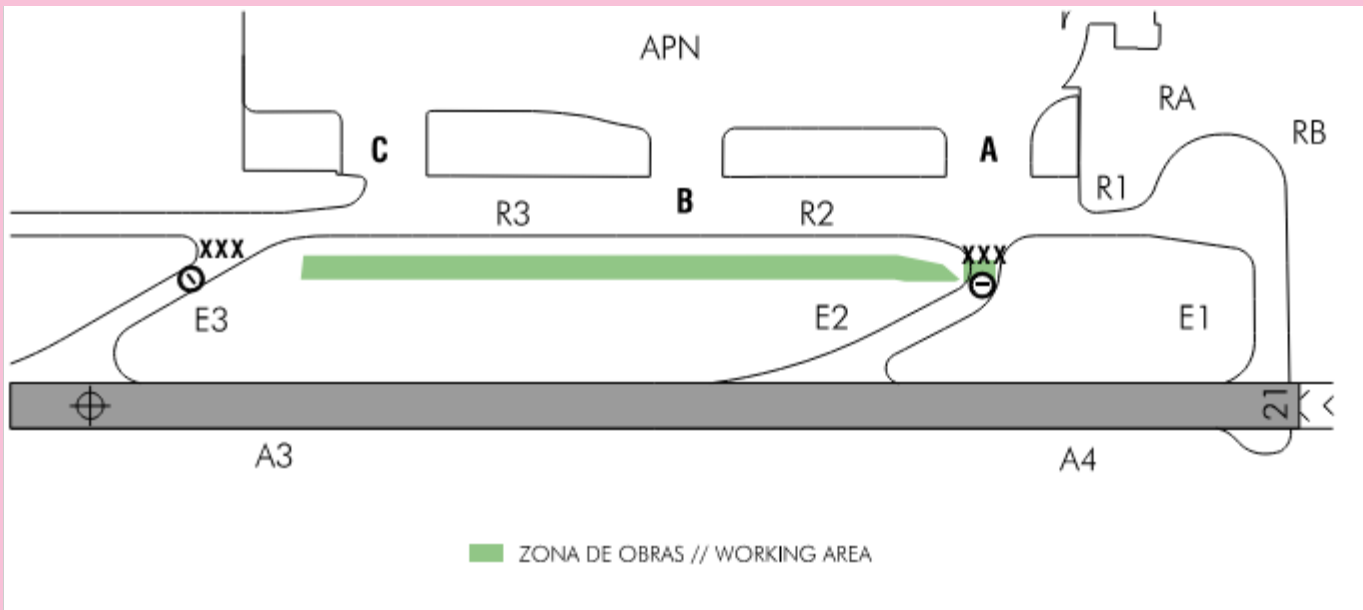 APN
RA
RB
C
A
R1
B
R3
R2
XXX
XXX
E3
E2
E1
21
A3
A4
ZONA DE OBRAS // WORKING AREA